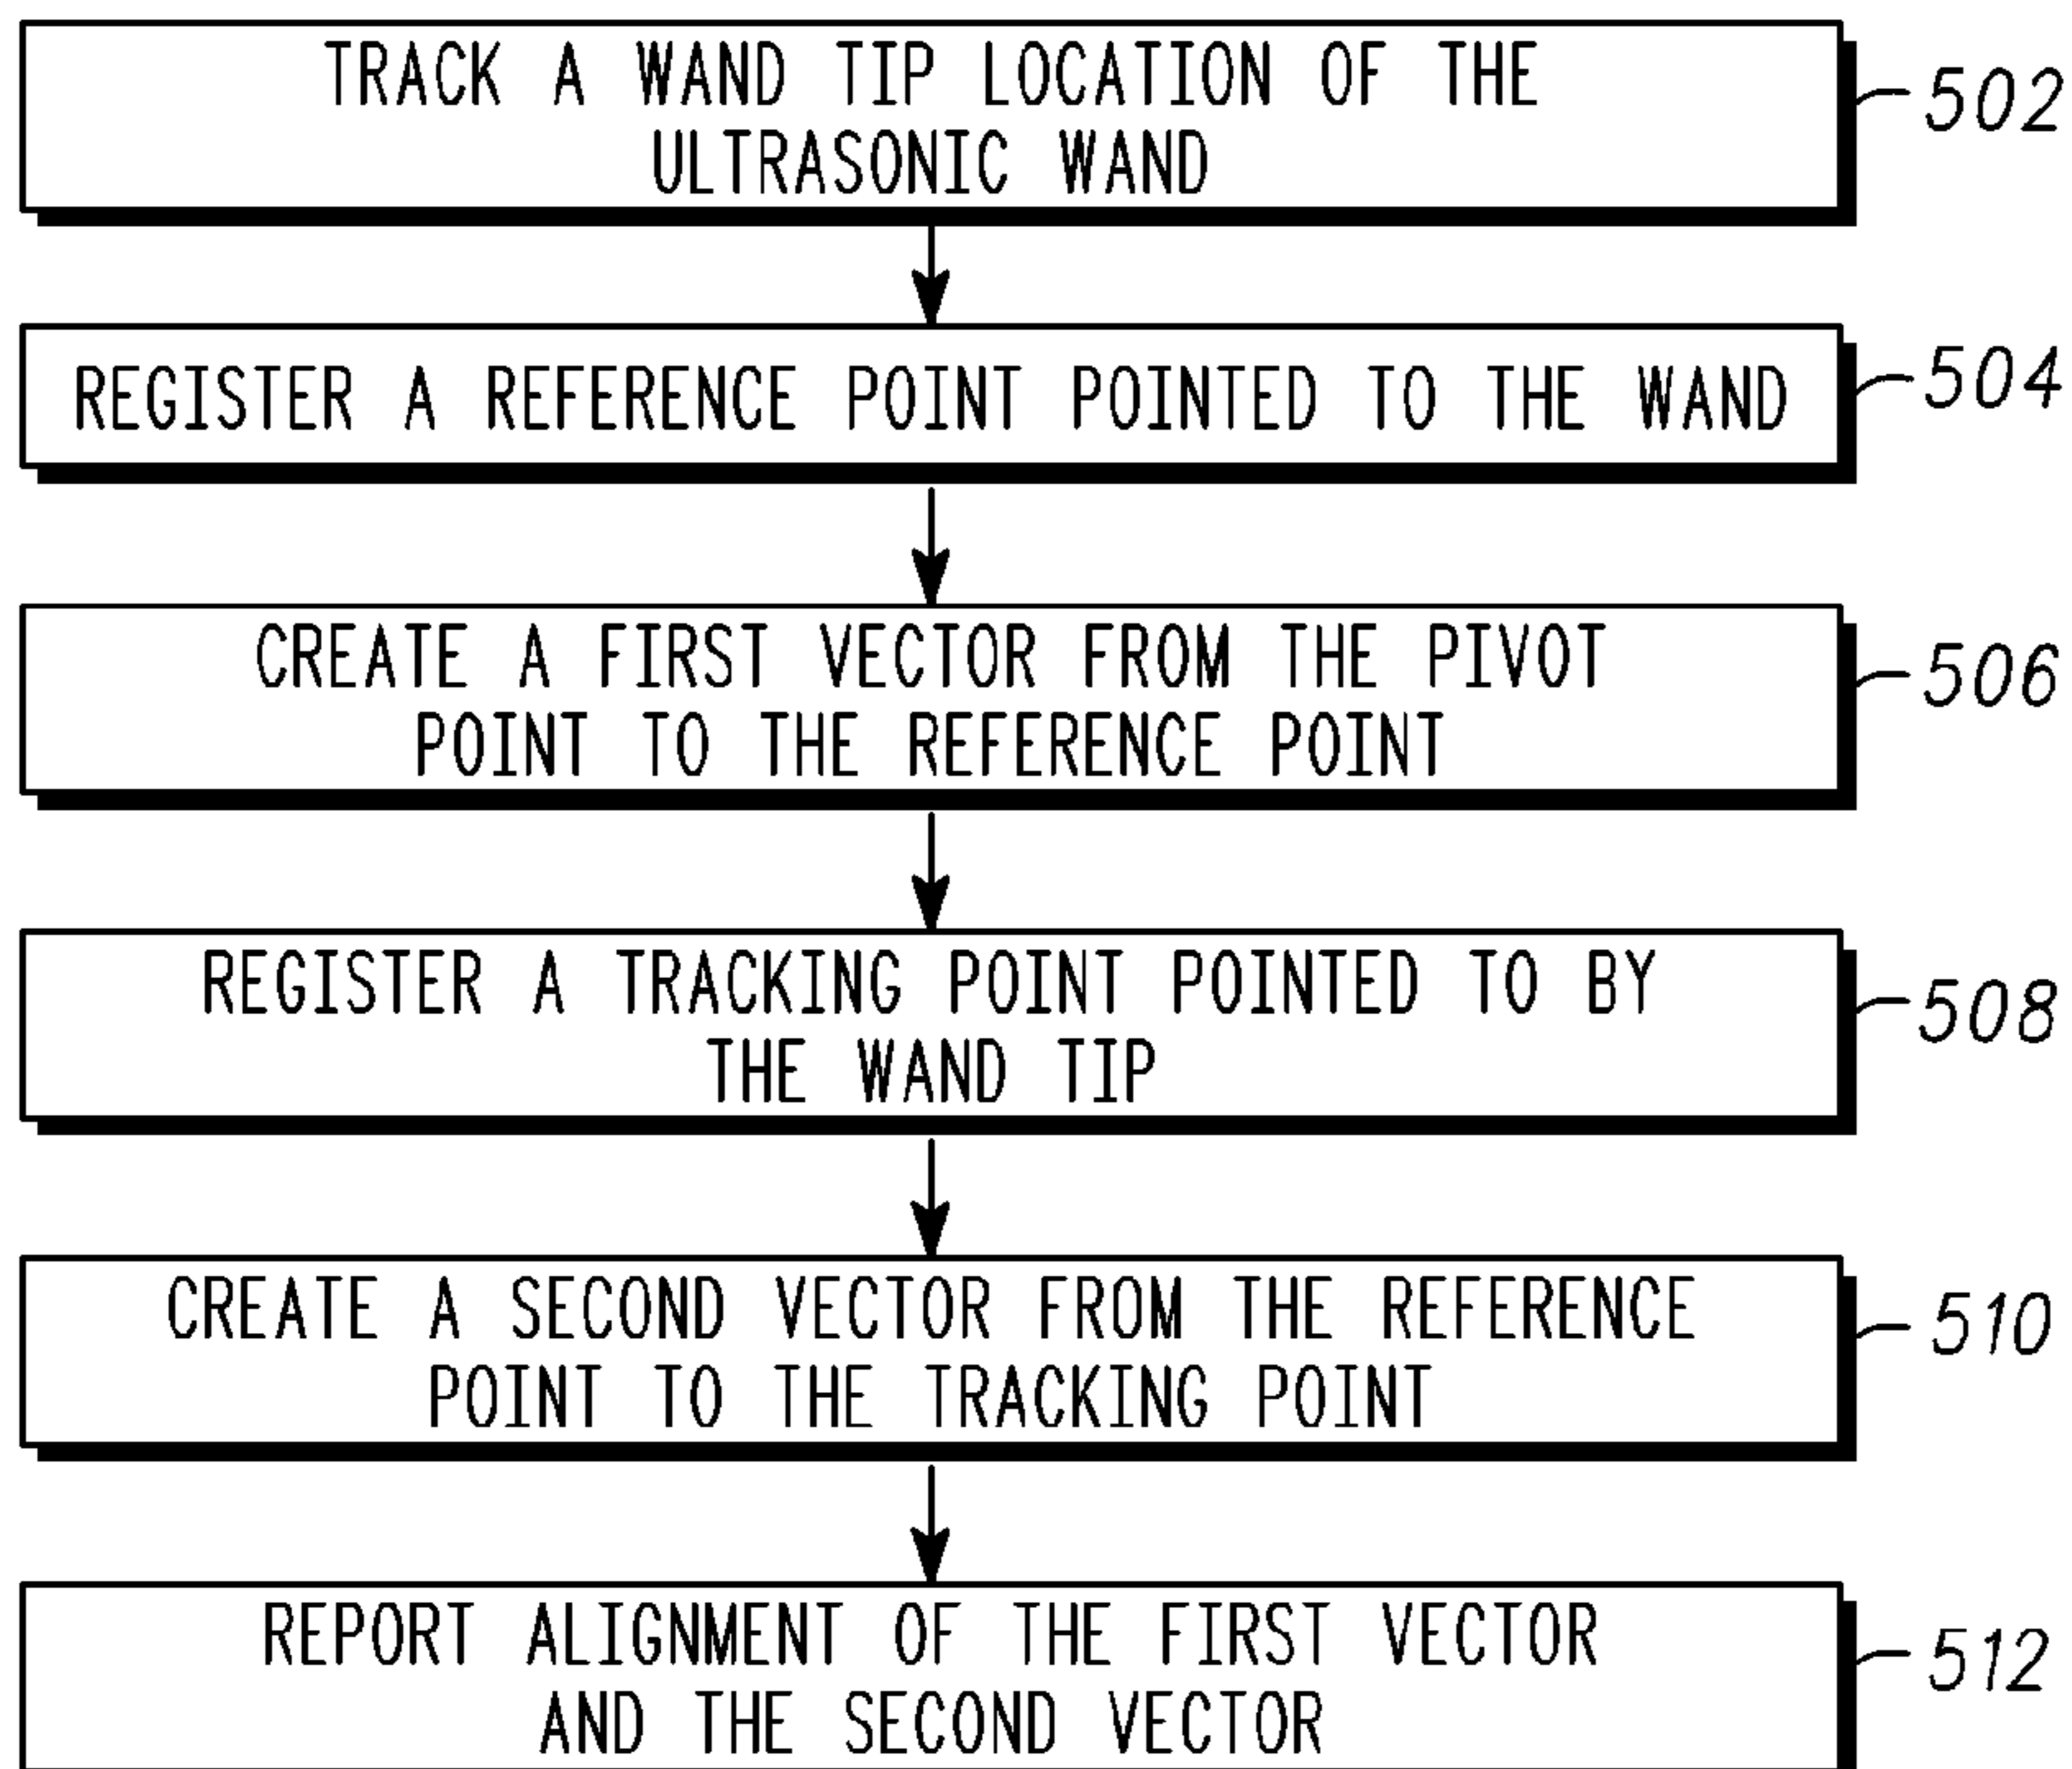 TRACK A WAND TIP LOCATION OF THE
ULTRASONIC WAND
502
REGISTER A REFERENCE POINT POINTED TO THE WAND
504
CREATE A FIRST VECTOR FROM THE PIVOT
POINT TO THE REFERENCE POINT
506
REGISTER A TRACKING POINT POINTED TO BY
THE WAND TIP
508
CREATE A SECOND VECTOR FROM THE REFERENCE
POINT TO THE TRACKING POINT
510
REPORT ALIGNMENT OF THE FIRST VECTOR
AND THE SECOND VECTOR
512